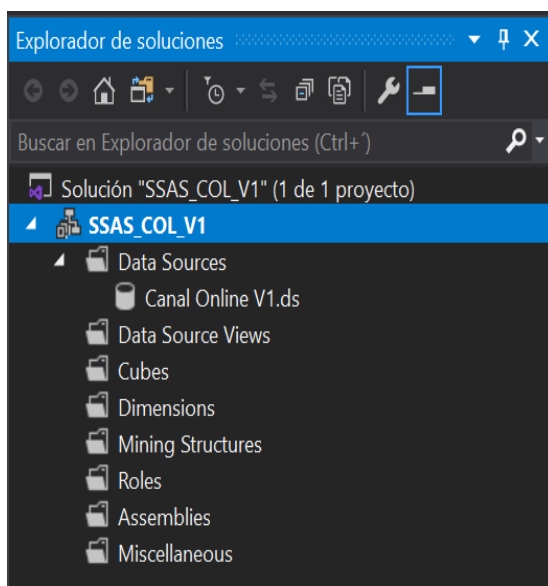 Explorador de soluciones
Buscar en Explorador de soluciones (Ctrl+´)
Solución "SSAS_COL_V1" (1 de 1 proyecto)
SSAS_COL_V1
Data Sources
Canal Online V1.ds
Data Source Views
Cubes
Dimensions
Mining Structures
Roles
Assemblies
Miscellaneous